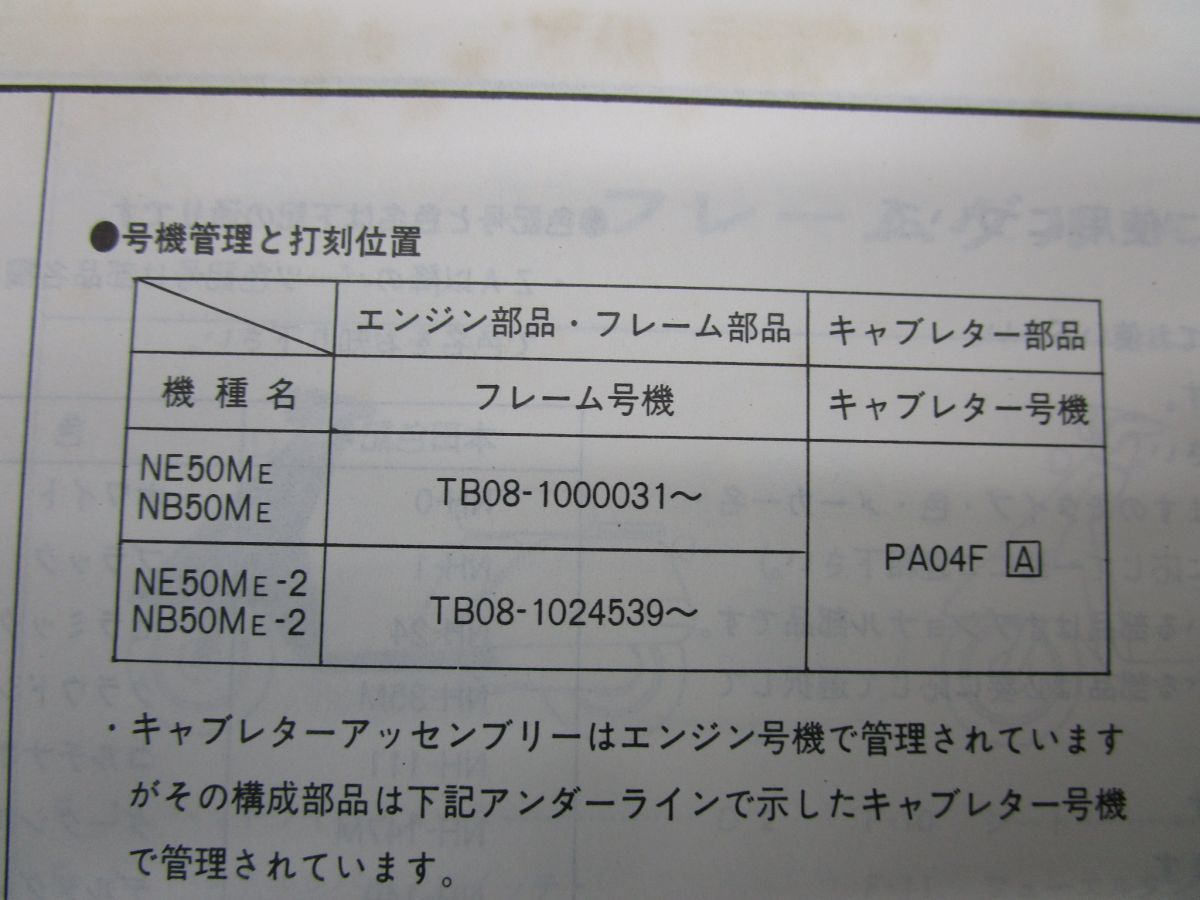 ●号機管理と打刻位置
エンジン部品・フレーム部品 キャブレター部品
機種名 フレーム号機 キャブレター号機
NE50ME
NB50ME
TB08-1000031〜
PA04F A
NE50ME-2
NB50ME-2
TB08-1024539〜
・キャブレターアッセンブリーはエンジン号機で管理されています
がその構成部品は下記アンダーラインで示したキャブレター号機
で管理されています。